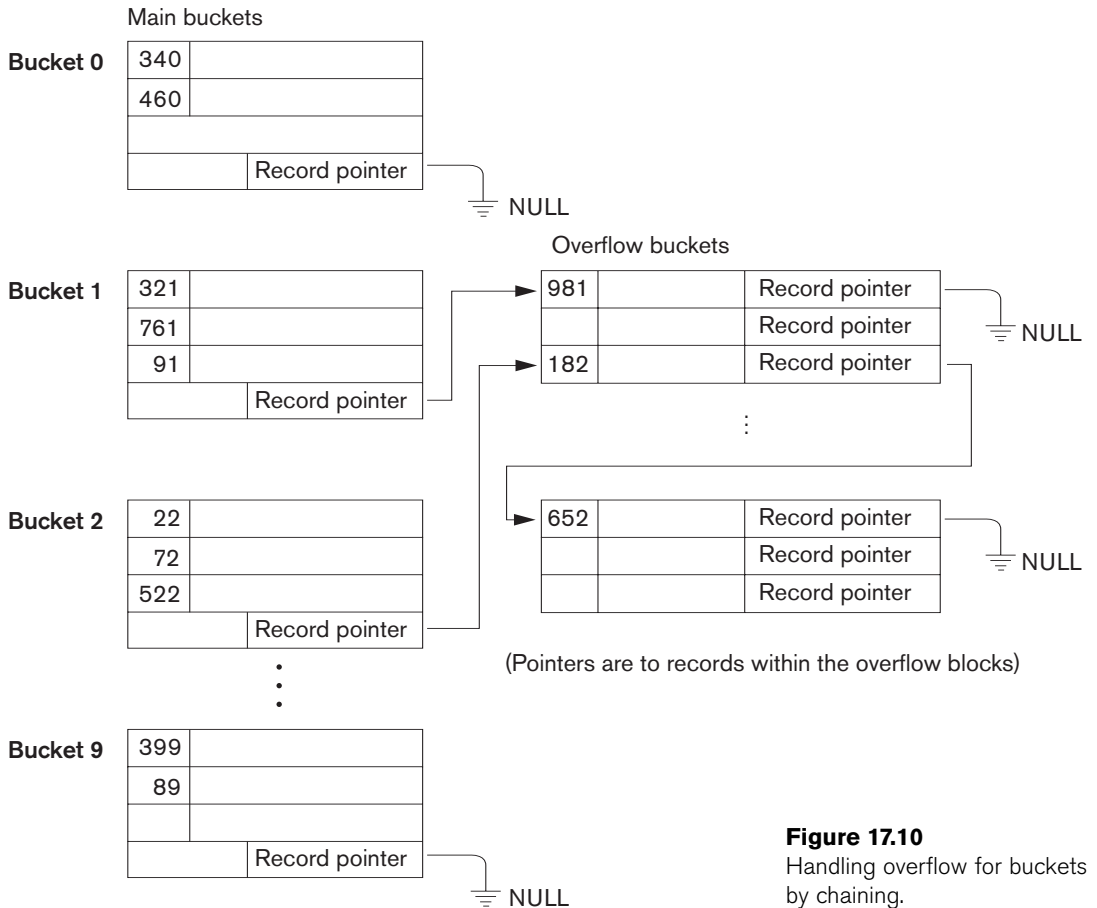 Main buckets
Bucket 0
340
460
Record pointer
NULL
Overflow buckets
Bucket 1
321
761
91
Record pointer
981 Record pointer
Record pointer
182 Record pointer
NULL
⋮
Bucket 2
22
72
522
Record pointer
652 Record pointer
Record pointer
Record pointer
NULL
(Pointers are to records within the overflow blocks)
Bucket 9
399
89
Record pointer
NULL
Figure 17.10
Handling overflow for buckets
by chaining.